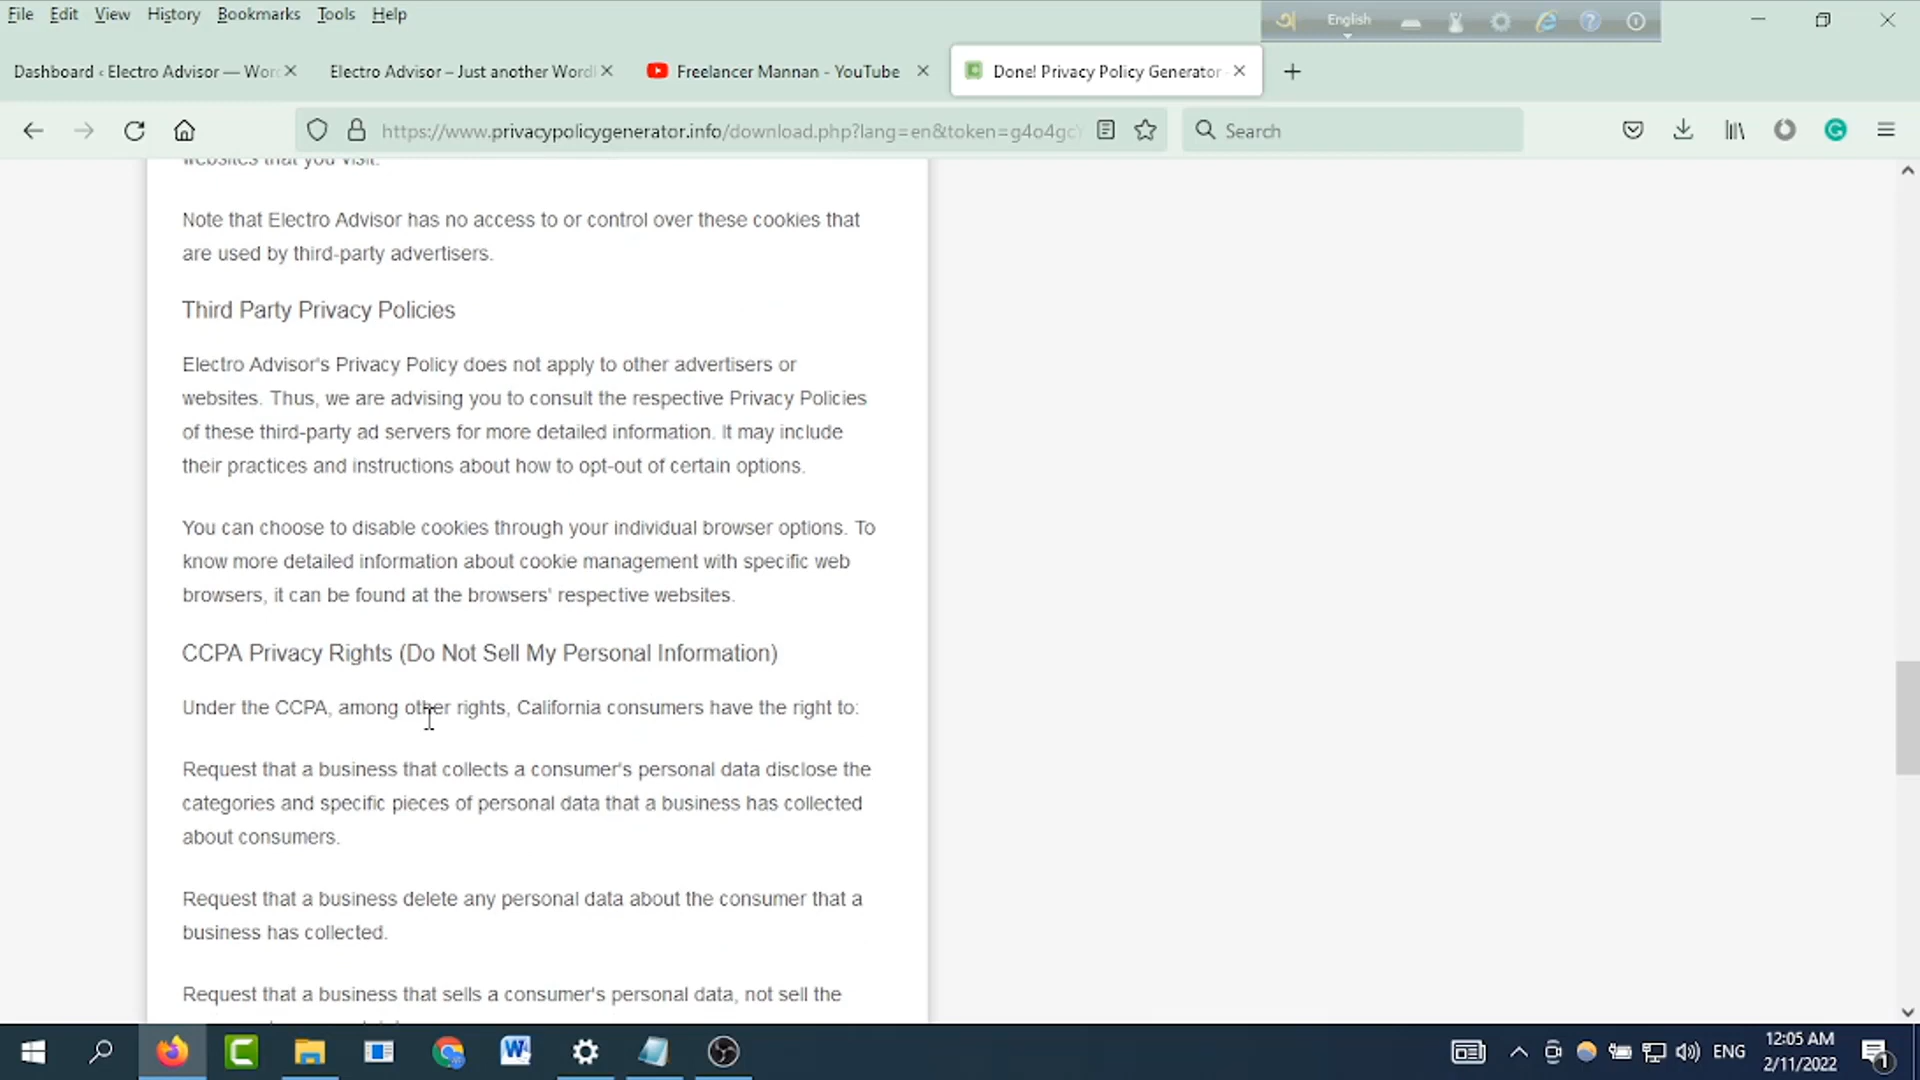 File Edit View History Bookmarks Tools Help
English
Dashboard ‹ Electro Advisor — Wor
Electro Advisor – Just another Word
Freelancer Mannan - YouTube
Done! Privacy Policy Generator
https://www.privacypolicygenerator.info/download.php?lang=en&token=g4o4gc
Search
websites that you visit.
Note that Electro Advisor has no access to or control over these cookies that
are used by third-party advertisers.
Third Party Privacy Policies
Electro Advisor's Privacy Policy does not apply to other advertisers or
websites. Thus, we are advising you to consult the respective Privacy Policies
of these third-party ad servers for more detailed information. It may include
their practices and instructions about how to opt-out of certain options.
You can choose to disable cookies through your individual browser options. To
know more detailed information about cookie management with specific web
browsers, it can be found at the browsers' respective websites.
CCPA Privacy Rights (Do Not Sell My Personal Information)
Under the CCPA, among other rights, California consumers have the right to:
Request that a business that collects a consumer's personal data disclose the
categories and specific pieces of personal data that a business has collected
about consumers.
Request that a business delete any personal data about the consumer that a
business has collected.
Request that a business that sells a consumer's personal data, not sell the
ENG
12:05 AM
2/11/2022
1